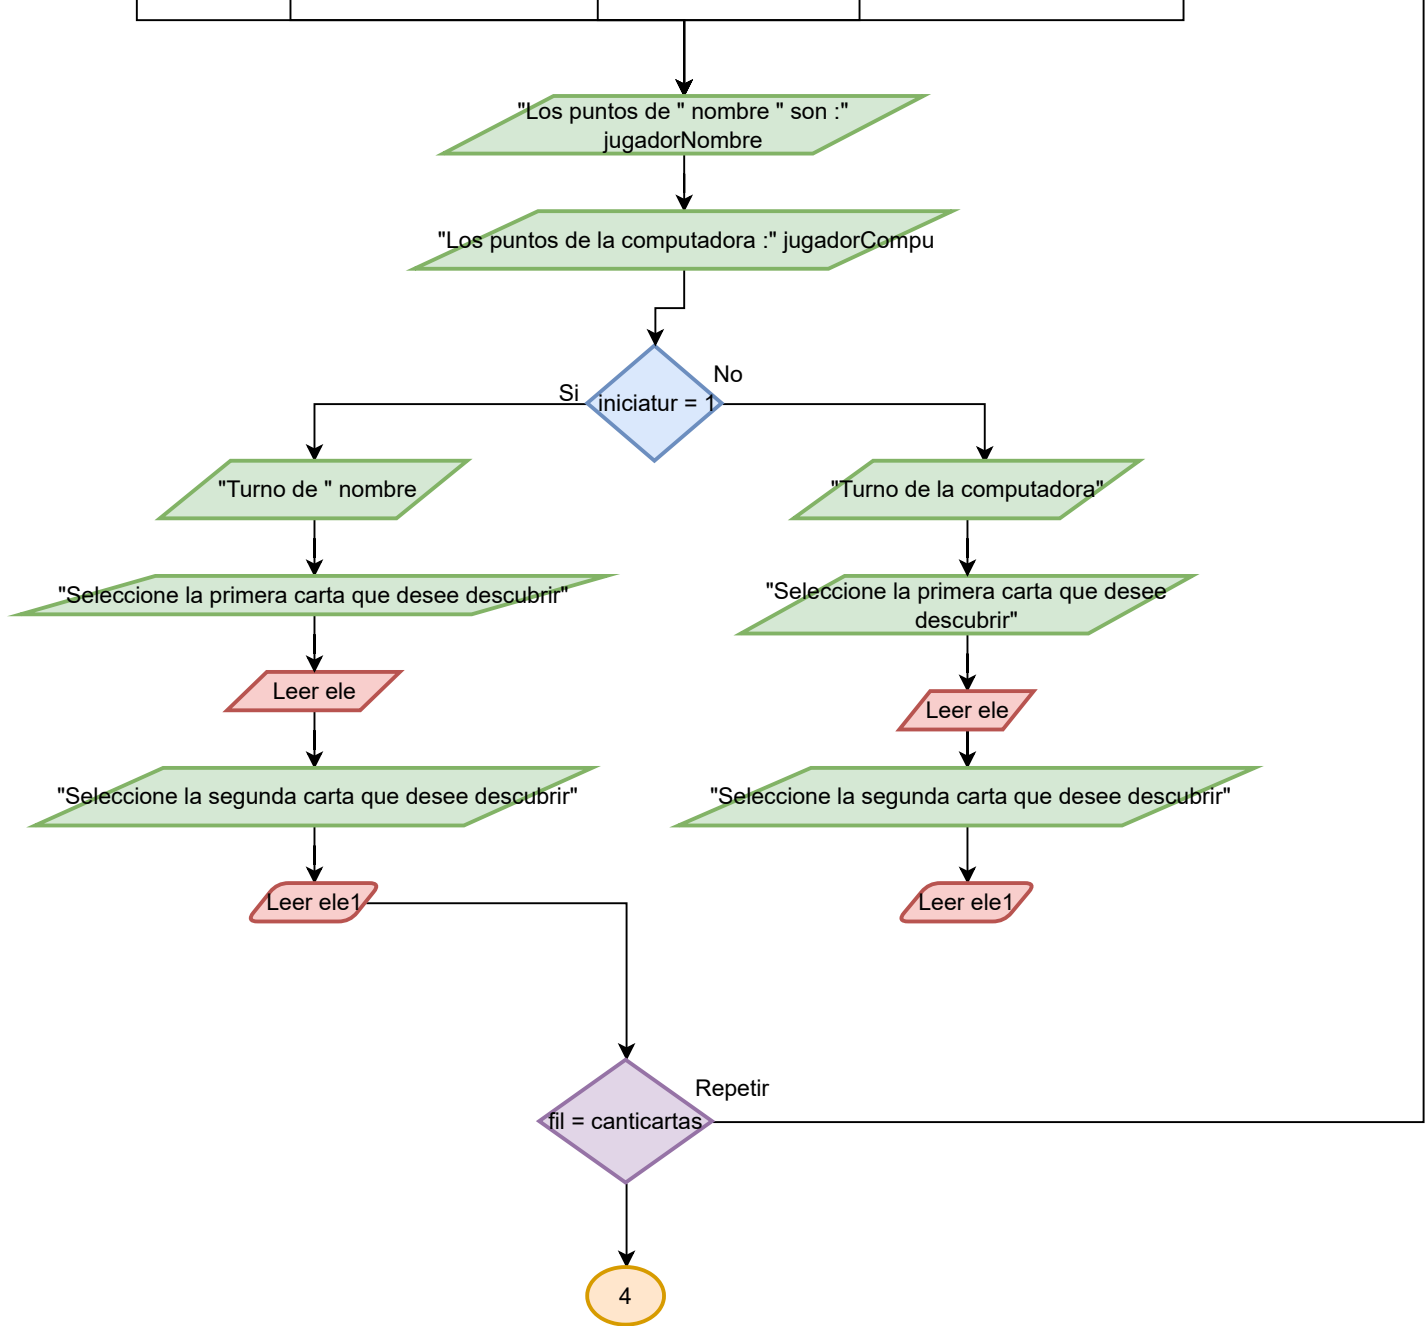 "Los puntos de " nombre " son :"
jugadorNombre
"Los puntos de la computadora :" jugadorCompu
Si
No
iniciatur = 1
"Turno de " nombre
"Turno de la computadora"
"Seleccione la primera carta que desee descubrir"
"Seleccione la primera carta que desee
descubrir"
Leer ele
Leer ele
"Seleccione la segunda carta que desee descubrir"
"Seleccione la segunda carta que desee descubrir"
Leer ele1
Leer ele1
Repetir
fil = canticartas
4